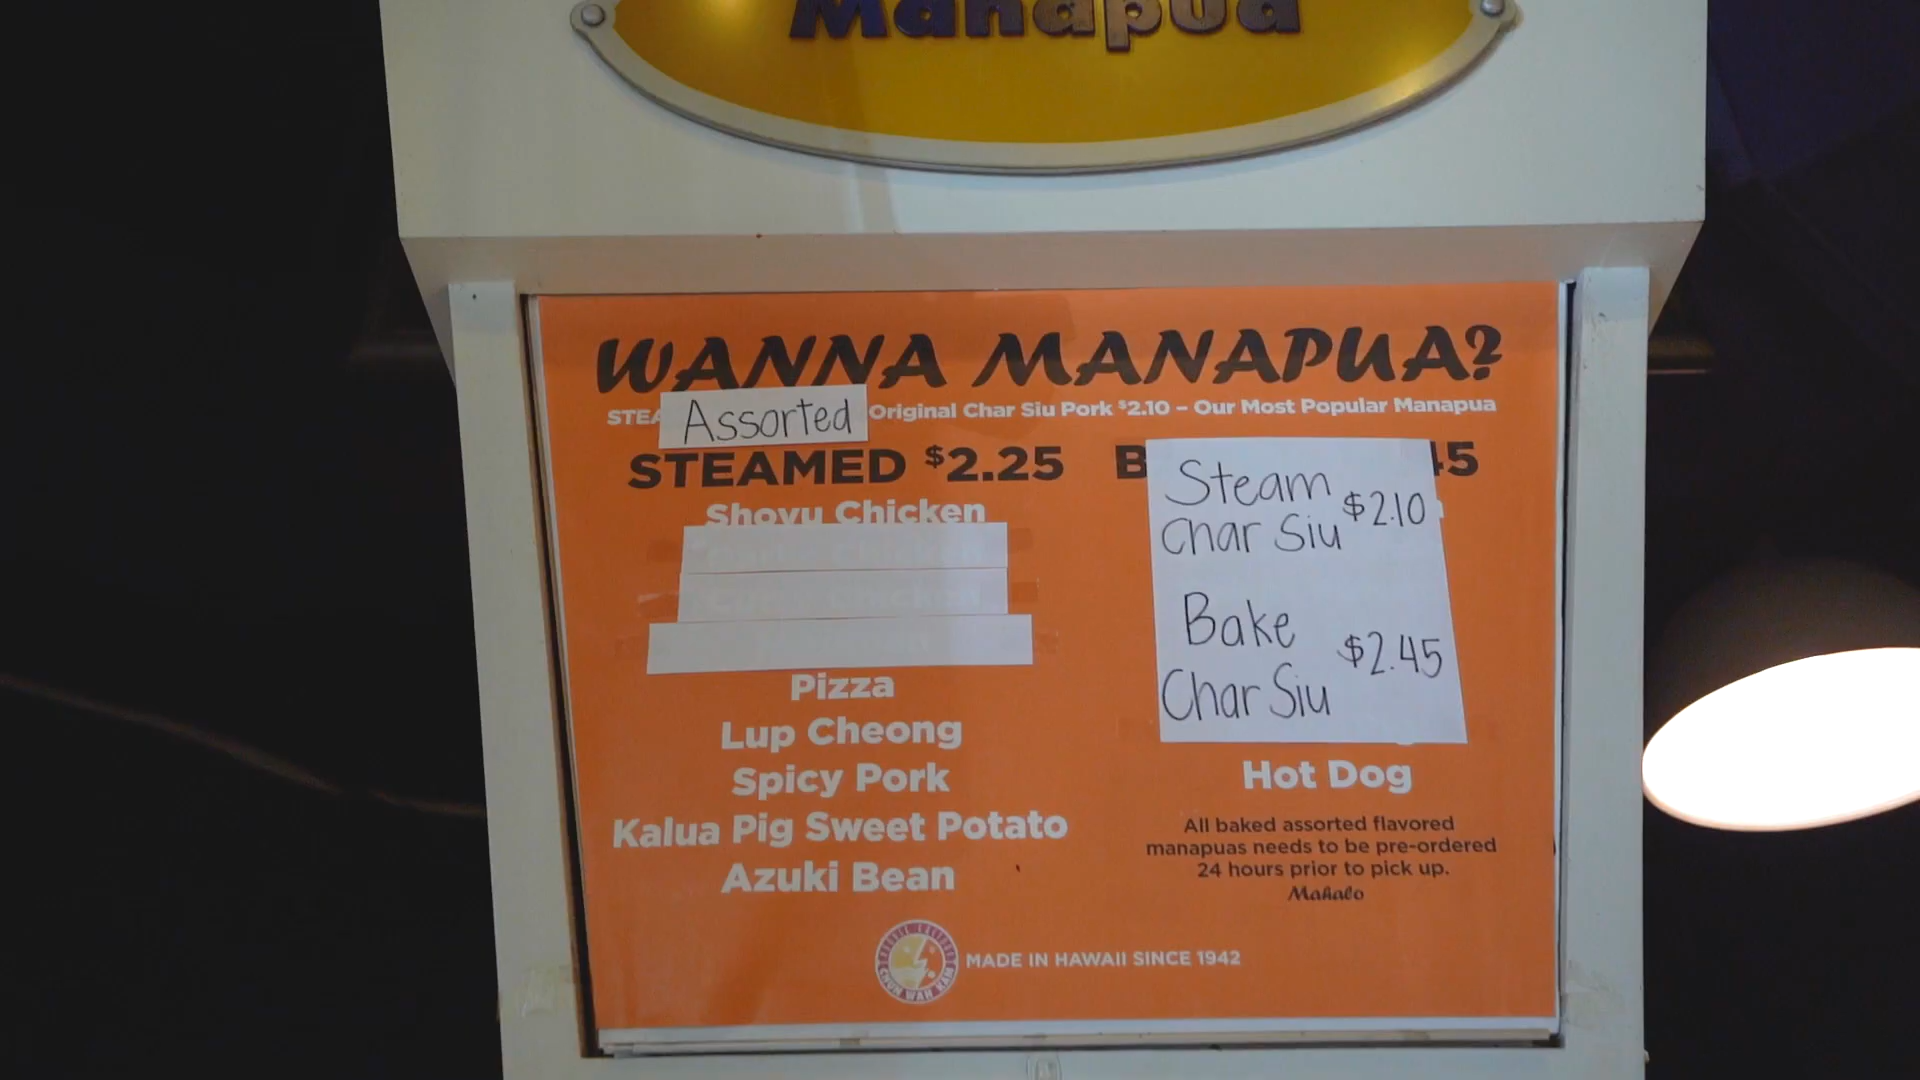 Manapua
WANNA MANAPUA?
Assorted
Original Char Siu Pork $2.10 – Our Most Popular Manapua
STEAMED $2.25
Shoyu Chicken
Pizza
Lup Cheong
Spicy Pork
Kalua Pig Sweet Potato
Azuki Bean
Steam
Char Siu $2.10
Bake
Char Siu $2.45
Hot Dog
All baked assorted flavored
manapuas needs to be pre-ordered
24 hours prior to pick up.
Mahalo
CHUN WAH KAM
MADE IN HAWAII SINCE 1942